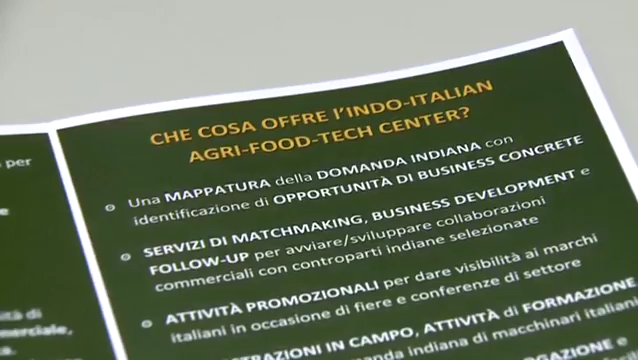 CHE COSA OFFRE l'INDO-ITALIAN
AGRI-FOOD-TECH CENTER?
Una MAPPATURA della DOMANDA INDIANA con
identificazione di OPPORTUNITÀ DI BUSINESS CONCRETE
SERVIZI DI MATCHMAKING, BUSINESS DEVELOPMENT e
FOLLOW-UP per avviare/sviluppare collaborazioni
commerciali con controparti indiane selezionate
ATTIVITÀ PROMOZIONALI per dare visibilità ai marchi
italiani in occasione di fiere e conferenze di settore
IN CAMPO, ATTIVITÀ di FORMAZIONE
indiana di macchinari
e
per
di